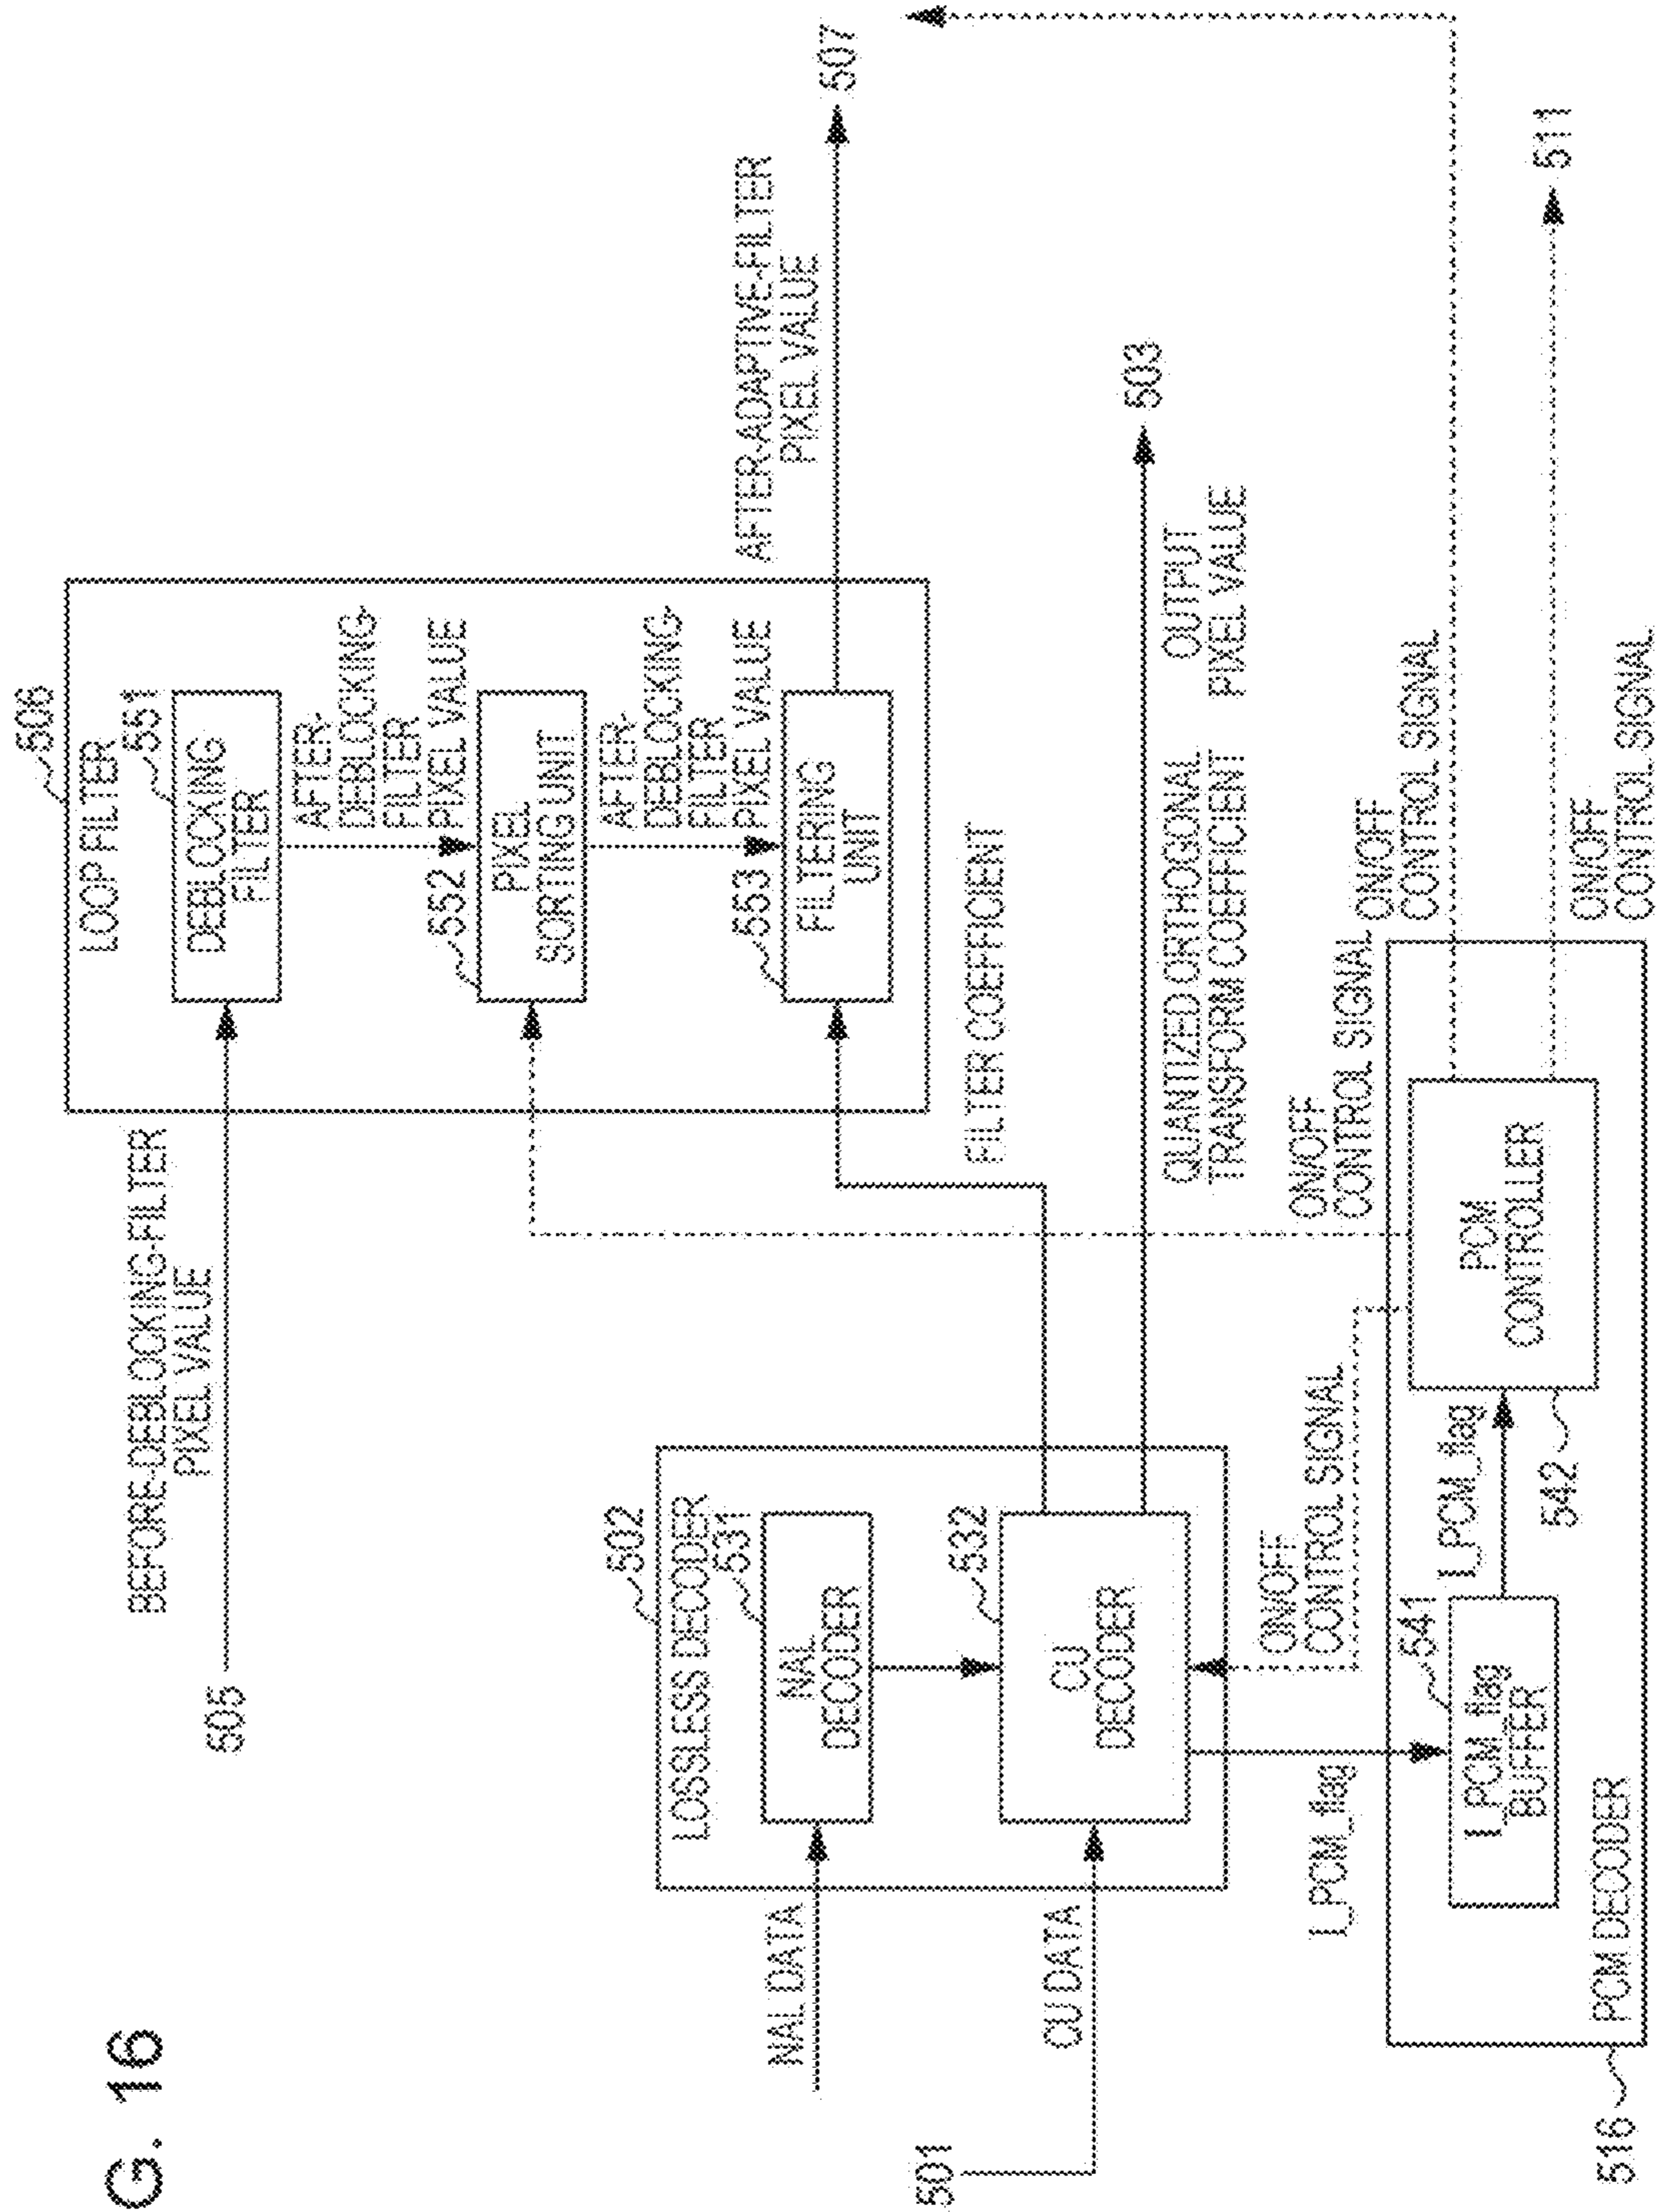 G. 16
505
BEFORE-DEBLOCKING-FILTER
PIXEL VALUE
506
LOOP FILTER
551
DEBLOCKING
FILTER
AFTER-
DEBLOCKING
FILTER
PIXEL VALUE
552
PIXEL
SORTING UNIT
AFTER-
DEBLOCKING
FILTER
PIXEL VALUE
553
FILTERING
UNIT
AFTER-ADAPTIVE-FILTER
PIXEL VALUE
507
FILTER COEFFICIENT
502
LOSSLESS DECODER
NAL DATA
531
NAL
DECODER
501
CU DATA
532
CU
DECODER
503
QUANTIZED ORTHOGONAL
TRANSFORM COEFFICIENT
OUTPUT
PIXEL VALUE
I_PCM_flag
ON/OFF
CONTROL SIGNAL
ON/OFF
CONTROL SIGNAL
ON/OFF
CONTROL SIGNAL
516
PCM DECODER
541
I_PCM_flag
BUFFER
I_PCM_flag
542
PCM
CONTROLLER
511
ON/OFF
CONTROL SIGNAL